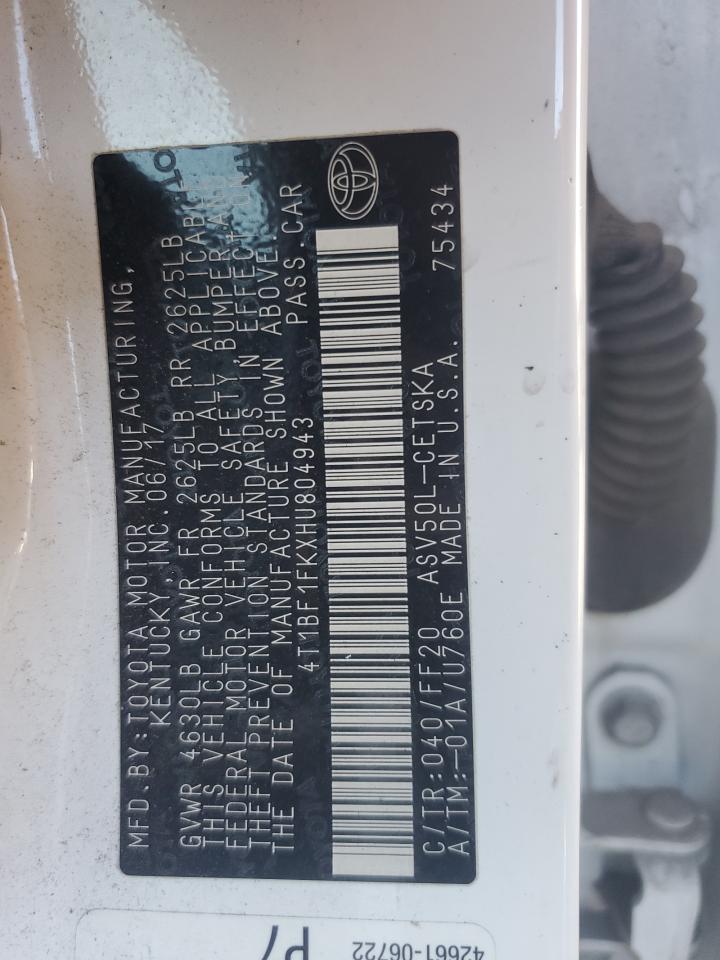 MFD.BY:TOYOTA MOTOR MANUFACTURING,
KENTUCKY, INC.06/17
GVWR 4630LB GAWR FR 2625LB RR 2625LB
THIS VEHICLE CONFORMS TO ALL APPLICABLE
FEDERAL MOTOR VEHICLE SAFETY, BUMPER, AND
THEFT PREVENTION STANDARDS IN EFFECT ON
THE DATE OF MANUFACTURE SHOWN ABOVE.
4T1BF1FKXHU804943 PASS.CAR
C/TR:040/FF20 ASV50L-CETSKA
A/TM:-01A/U760E MADE IN U.S.A. 75434
P7
42661-06722